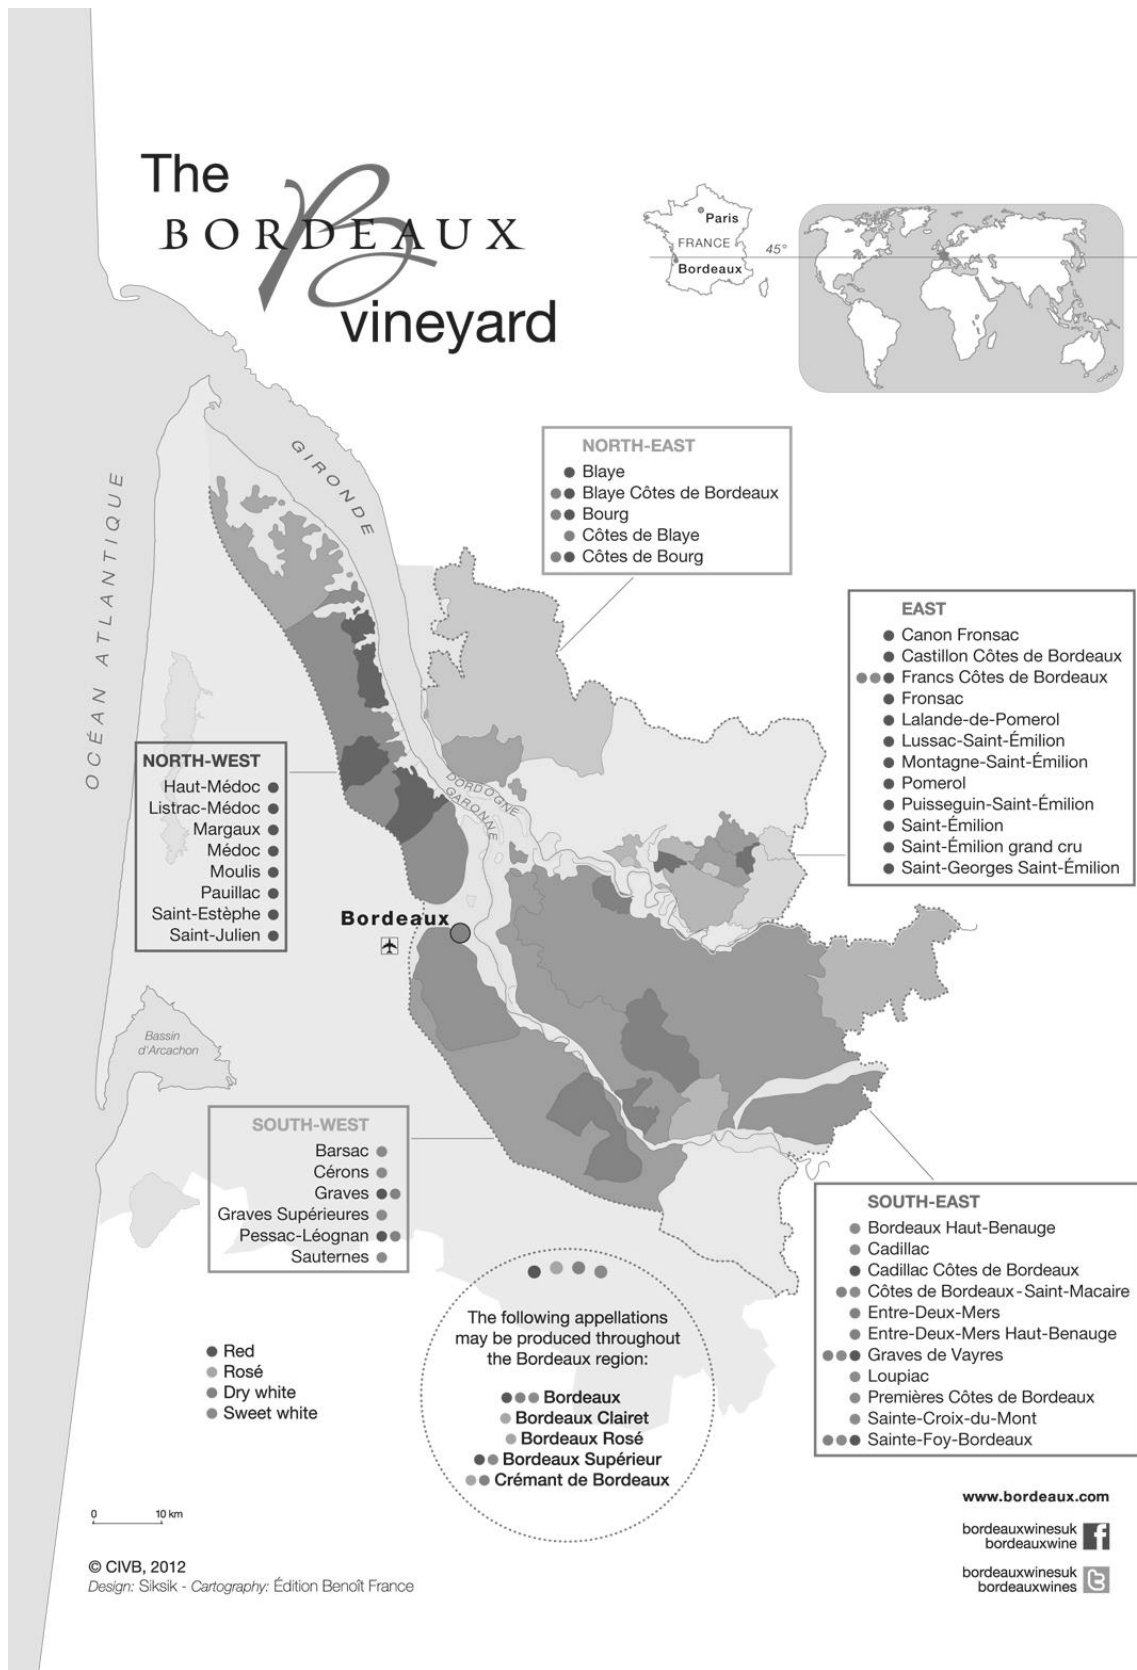 The
BORDEAUX
vineyard
Paris
FRANCE
45°
Bordeaux
GIRONDE
OCÉAN ATLANTIQUE
NORTH-EAST
Blaye
Blaye Côtes de Bordeaux
Bourg
Côtes de Blaye
Côtes de Bourg
EAST
Canon Fronsac
Castillon Côtes de Bordeaux
Francs Côtes de Bordeaux
Fronsac
Lalande-de-Pomerol
Lussac-Saint-Émilion
Montagne-Saint-Émilion
Pomerol
Puisseguin-Saint-Émilion
Saint-Émilion
Saint-Émilion grand cru
Saint-Georges Saint-Émilion
NORTH-WEST
Haut-Médoc
Listrac-Médoc
Margaux
Médoc
Moulis
Pauillac
Saint-Estèphe
Saint-Julien
DORDOGNE
GARONNE
Bordeaux
Bassin
d'Arcachon
SOUTH-WEST
Barsac
Cérons
Graves
Graves Supérieures
Pessac-Léognan
Sauternes
SOUTH-EAST
Bordeaux Haut-Benauge
Cadillac
Cadillac Côtes de Bordeaux
Côtes de Bordeaux-Saint-Macaire
Entre-Deux-Mers
Entre-Deux-Mers Haut-Benauge
Graves de Vayres
Loupiac
Premières Côtes de Bordeaux
Sainte-Croix-du-Mont
Sainte-Foy-Bordeaux
The following appellations
may be produced throughout
the Bordeaux region:
Bordeaux
Bordeaux Clairet
Bordeaux Rosé
Bordeaux Supérieur
Crémant de Bordeaux
Red
Rosé
Dry white
Sweet white
0 10 km
© CIVB, 2012
Design: Siksik - Cartography: Édition Benoît France
www.bordeaux.com
bordeauxwinesuk
bordeauxwine
bordeauxwinesuk
bordeauxwines